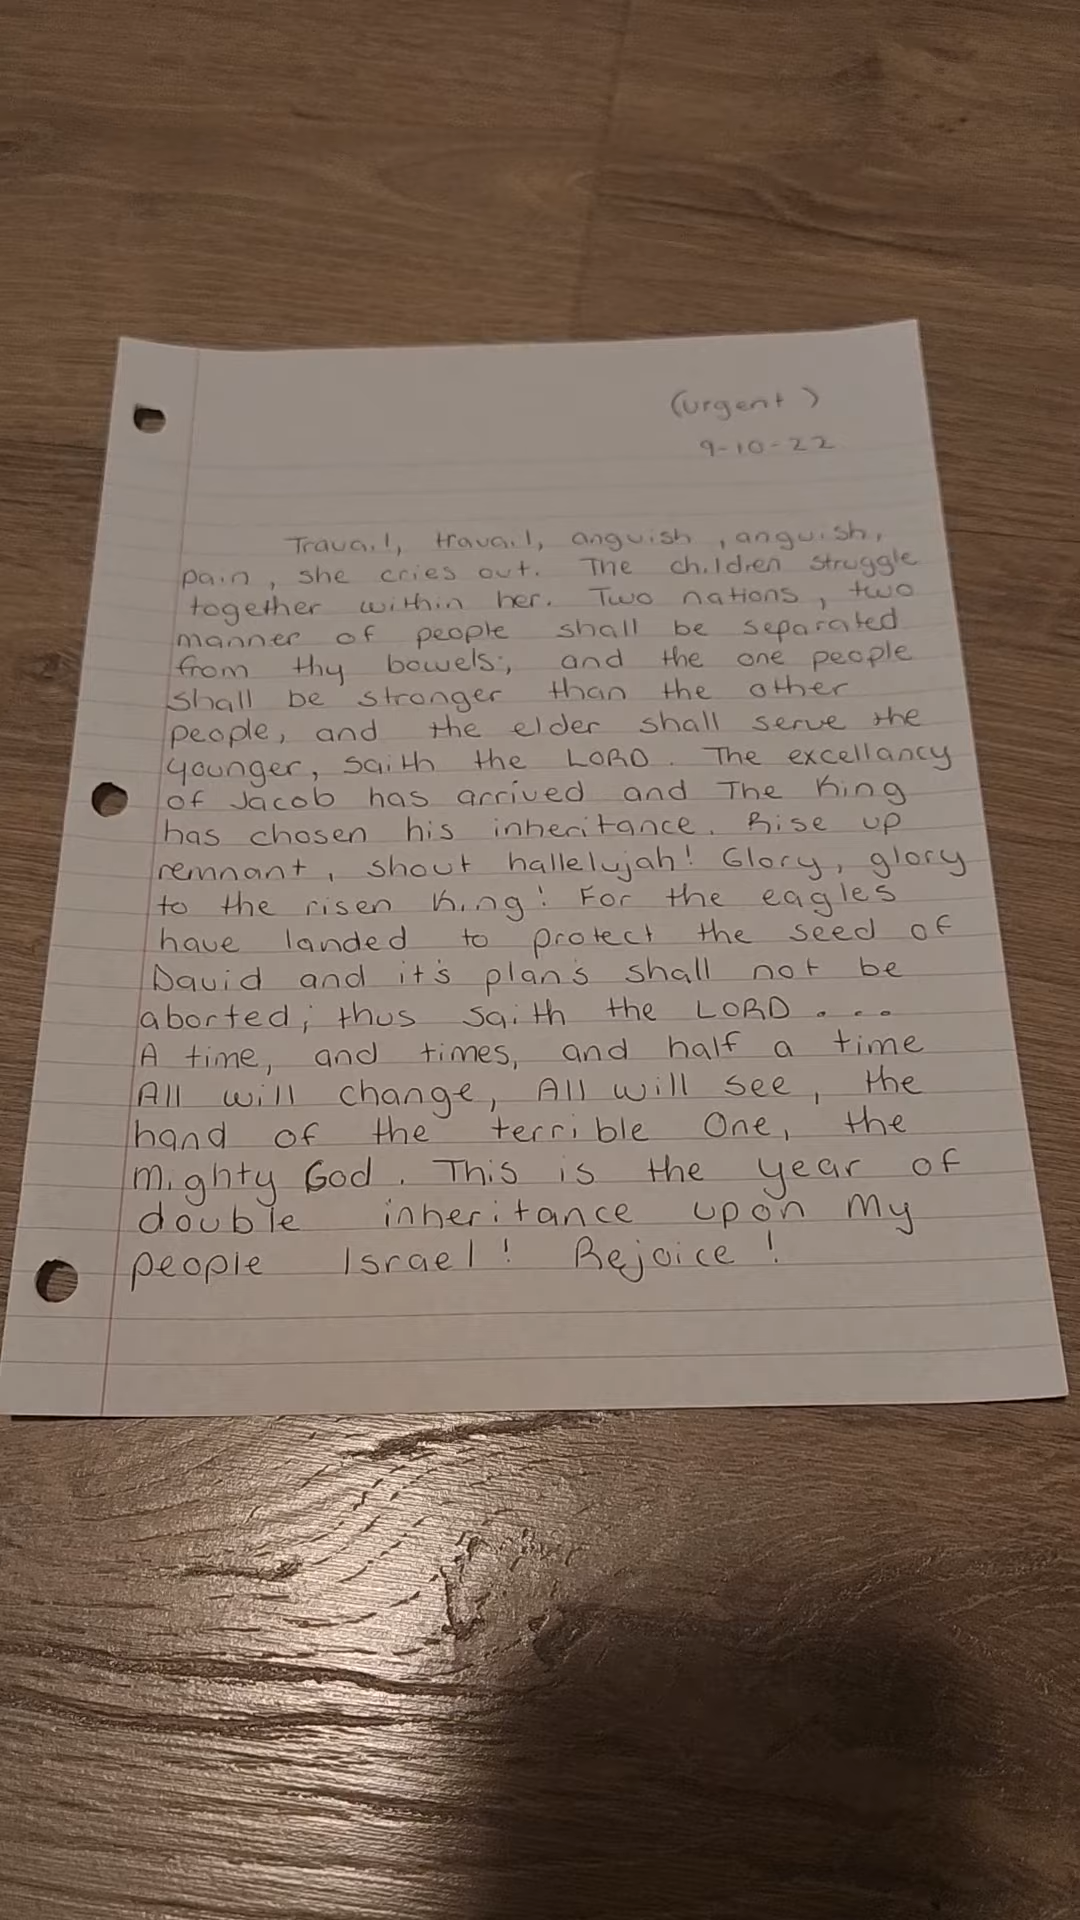 (urgent)
9-10-22
Travail, travail, anguish, anguish,
pain, she cries out. The children struggle
together within her. Two nations, two
manner of people shall be separated
from thy bowels; and the one people
shall be stronger than the other
people, and the elder shall serve the
younger, saith the LORD. The excellancy
of Jacob has arrived and The King
has chosen his inheritance. Rise up
remnant, shout hallelujah! Glory, glory
to the risen King! For the eagles
have landed to protect the seed of
David and it's plans shall not be
aborted; thus saith the LORD....
A time, and times, and half a time
All will change, All will see, the
hand of the terrible One, the
mighty God. This is the year of
double inheritance upon My
people Israel! Rejoice!